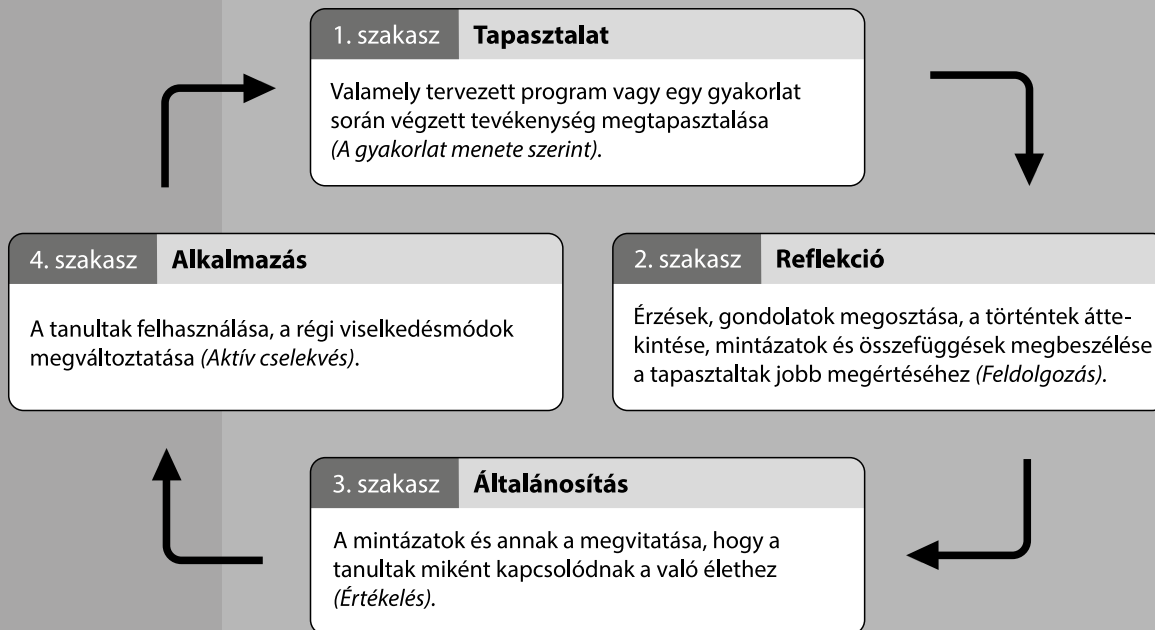 1. szakasz Tapasztalat
Valamely tervezett program vagy egy gyakorlat
során végzett tevékenység megtapasztalása
(A gyakorlat menete szerint).
2. szakasz Reflekció
Érzések, gondolatok megosztása, a történtek átte-
kintése, mintázatok és összefüggések megbeszélése
a tapasztaltak jobb megértéséhez (Feldolgozás).
3. szakasz Általánosítás
A mintázatok és annak a megvitatása, hogy a
tanultak miként kapcsolódnak a való élethez
(Értékelés).
4. szakasz Alkalmazás
A tanultak felhasználása, a régi viselkedésmódok
megváltoztatása (Aktív cselekvés).